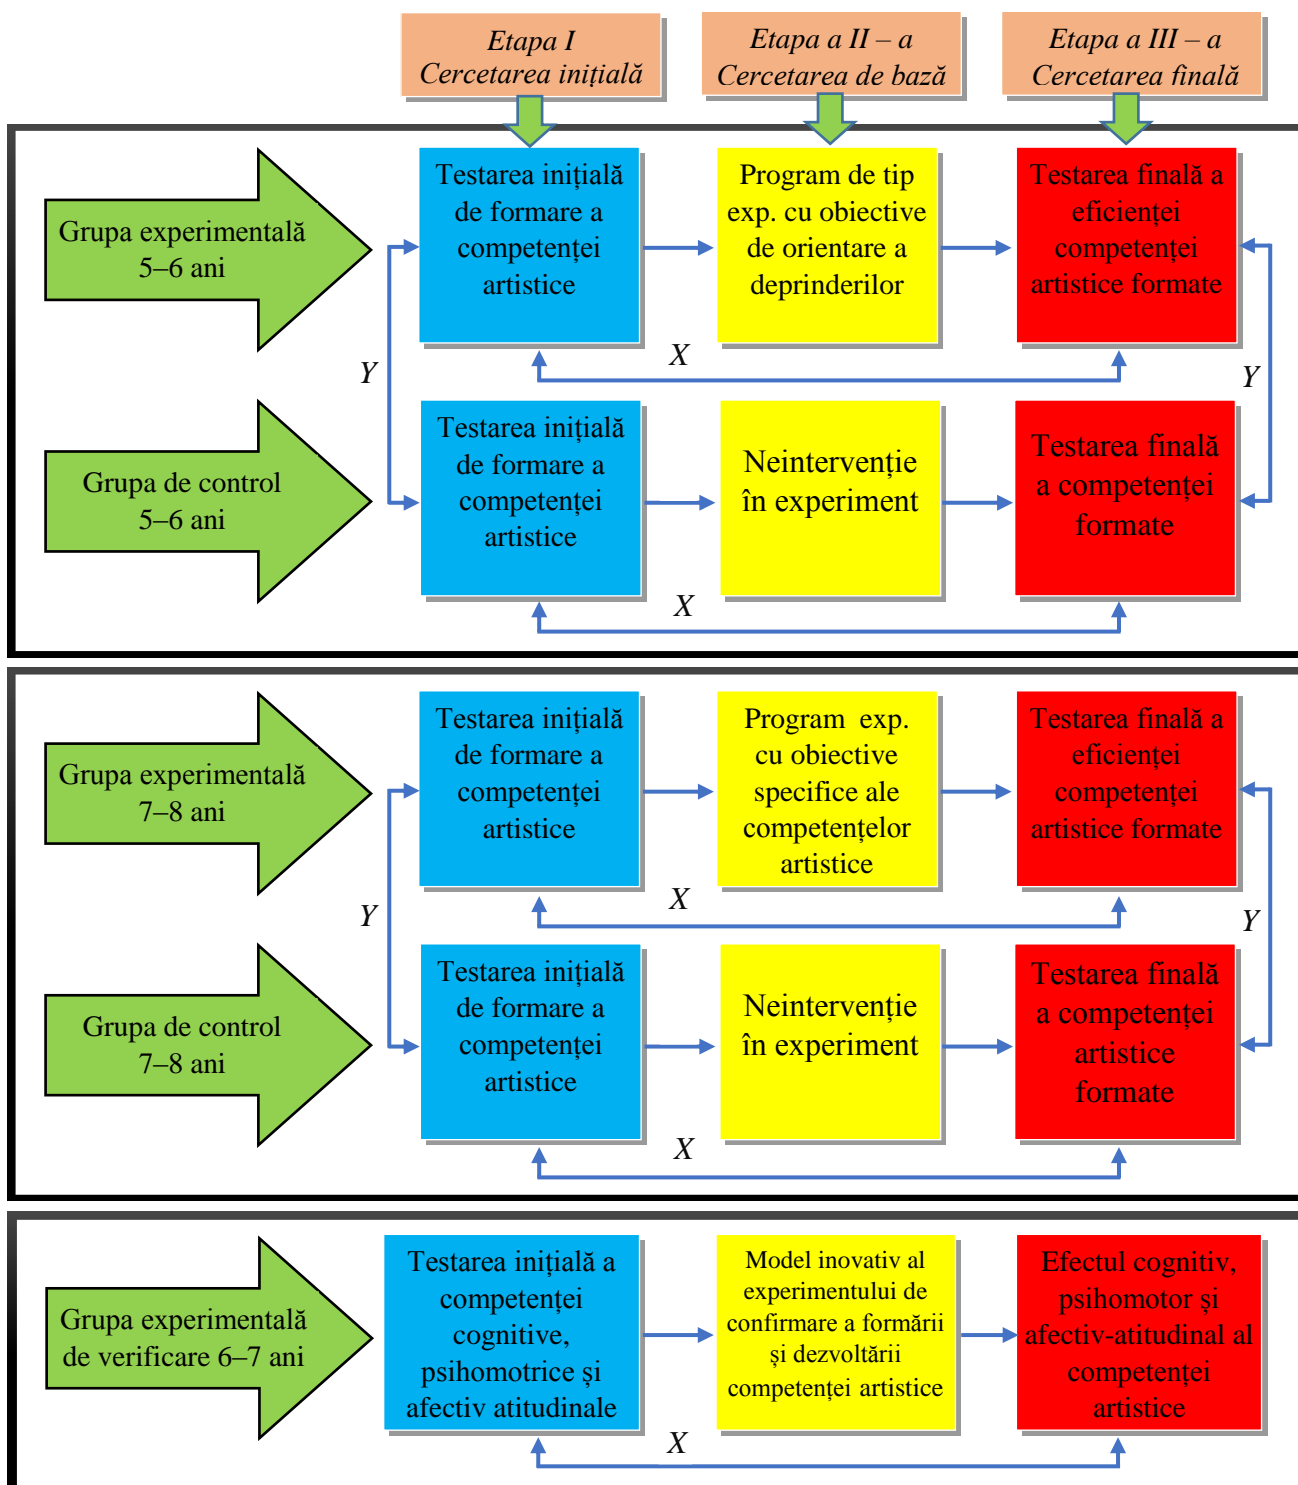 Etapa I
Cercetarea inițială
Etapa a II – a
Cercetarea de bază
Etapa a III – a
Cercetarea finală
Grupa experimentală
5–6 ani
Testarea inițială
de formare a
competenței
artistice
Program de tip
exp. cu obiective
de orientare a
deprinderilor
Testarea finală a
eficienței
competenței
artistice formate
X
Y
Y
Grupa de control
5–6 ani
Testarea inițială
de formare a
competenței
artistice
Neintervenție
în experiment
Testarea finală
a competenței
formate
X
Grupa experimentală
7–8 ani
Testarea inițială
de formare a
competenței
artistice
Program exp.
cu obiective
specifice ale
competențelor
artistice
Testarea finală a
eficienței
competenței
artistice formate
X
Y
Y
Grupa de control
7–8 ani
Testarea inițială
de formare a
competenței
artistice
Neintervenție
în experiment
Testarea finală
a competenței
artistice
formate
X
Grupa experimentală
de verificare 6–7 ani
Testarea inițială a
competenței
cognitive,
psihomotrice și
afectiv atitudinale
Model inovativ al
experimentului de
confirmare a formării
și dezvoltării
competenței artistice
Efectul cognitiv,
psihomotor și
afectiv-atitudinal al
competenței
artistice
X